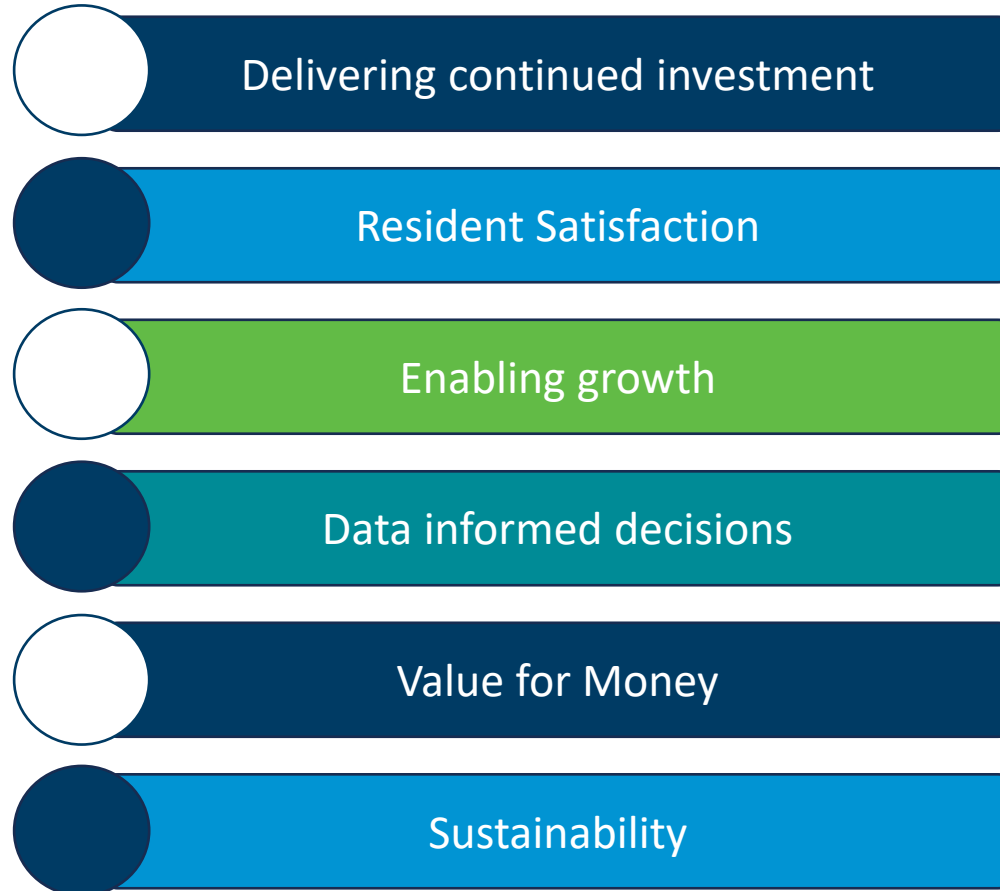 Delivering continued investment
Resident Satisfaction
Enabling growth
Data informed decisions
Value for Money
Sustainability